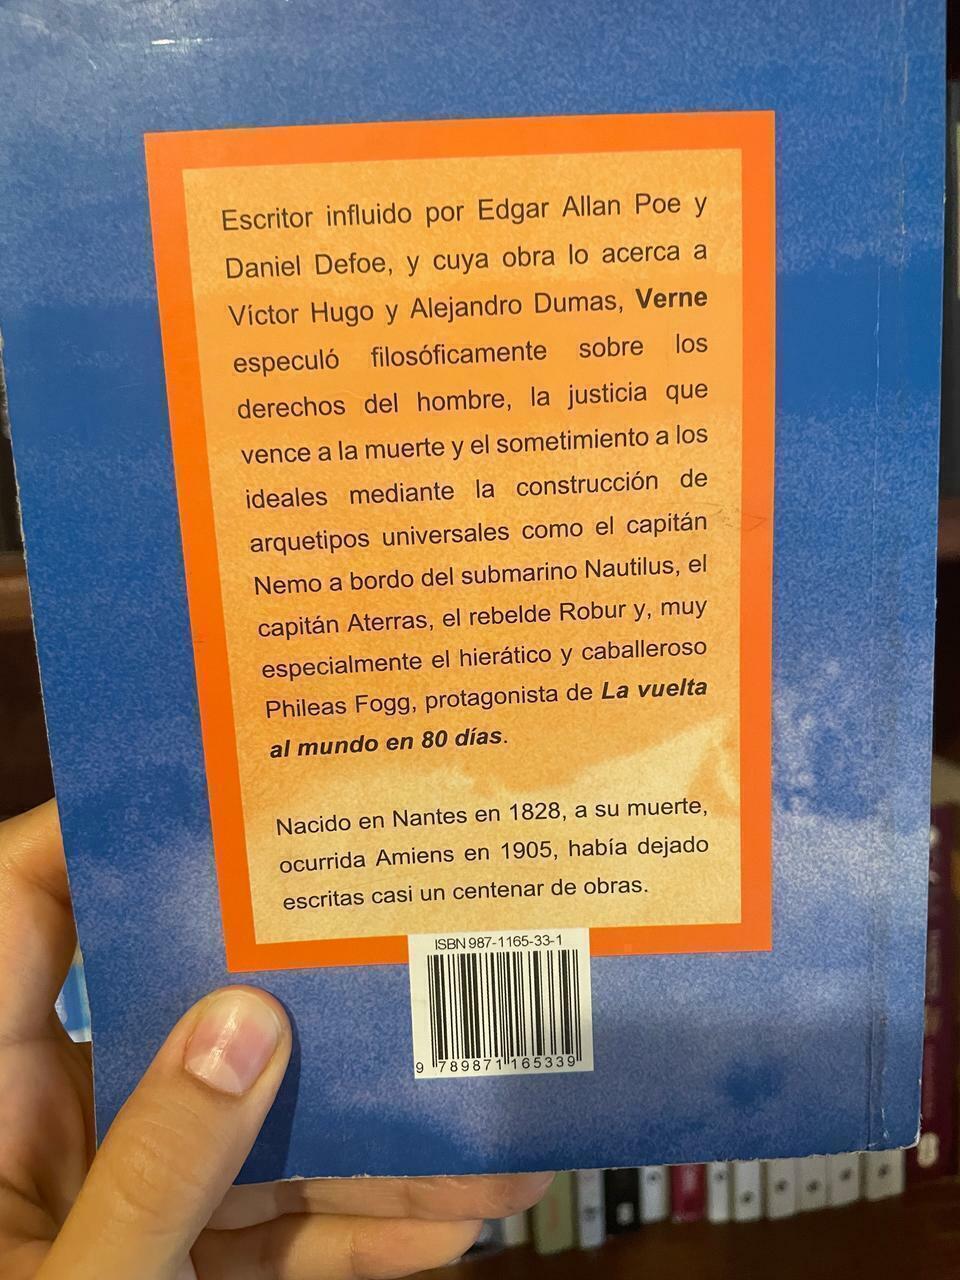 Escritor influido por Edgar Allan Poe y
Daniel Defoe, y cuya obra lo acerca a
Víctor Hugo y Alejandro Dumas, Verne
especuló filosóficamente sobre los
derechos del hombre, la justicia que
vence a la muerte y el sometimiento a los
ideales mediante la construcción de
arquetipos universales como el capitán
Nemo a bordo del submarino Nautilus, el
capitán Aterras, el rebelde Robur y, muy
especialmente el hierático y caballeroso
Phileas Fogg, protagonista de La vuelta
al mundo en 80 días.
Nacido en Nantes en 1828, a su muerte,
ocurrida Amiens en 1905, había dejado
escritas casi un centenar de obras.
ISBN 987-1165-33-1
9 789871 165339